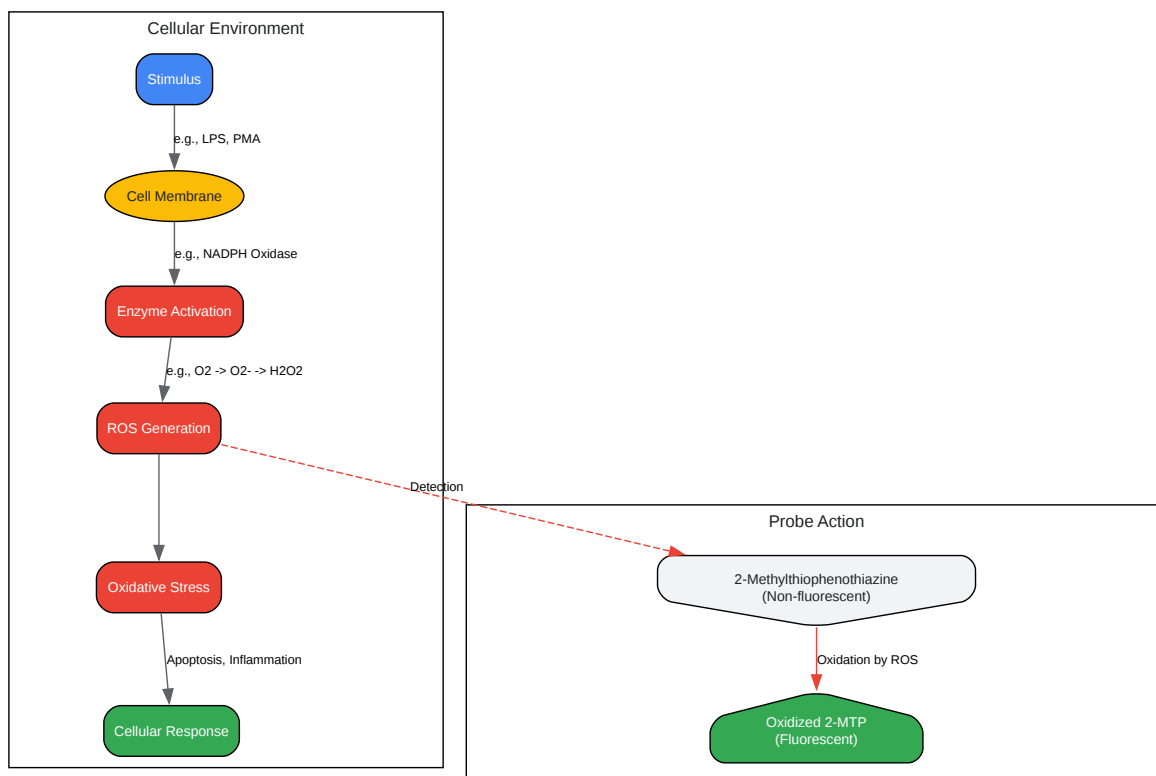 Cellular Environment
Stimulus
e.g., LPS, PMA
Cell Membrane
e.g., NADPH Oxidase
Enzyme Activation
e.g., O2 -> O2- -> H2O2
ROS Generation
Detection
Oxidative Stress
Apoptosis, Inflammation
Cellular Response
Probe Action
2-Methylthiophenothiazine
(Non-fluorescent)
Oxidation by ROS
Oxidized 2-MTP
(Fluorescent)